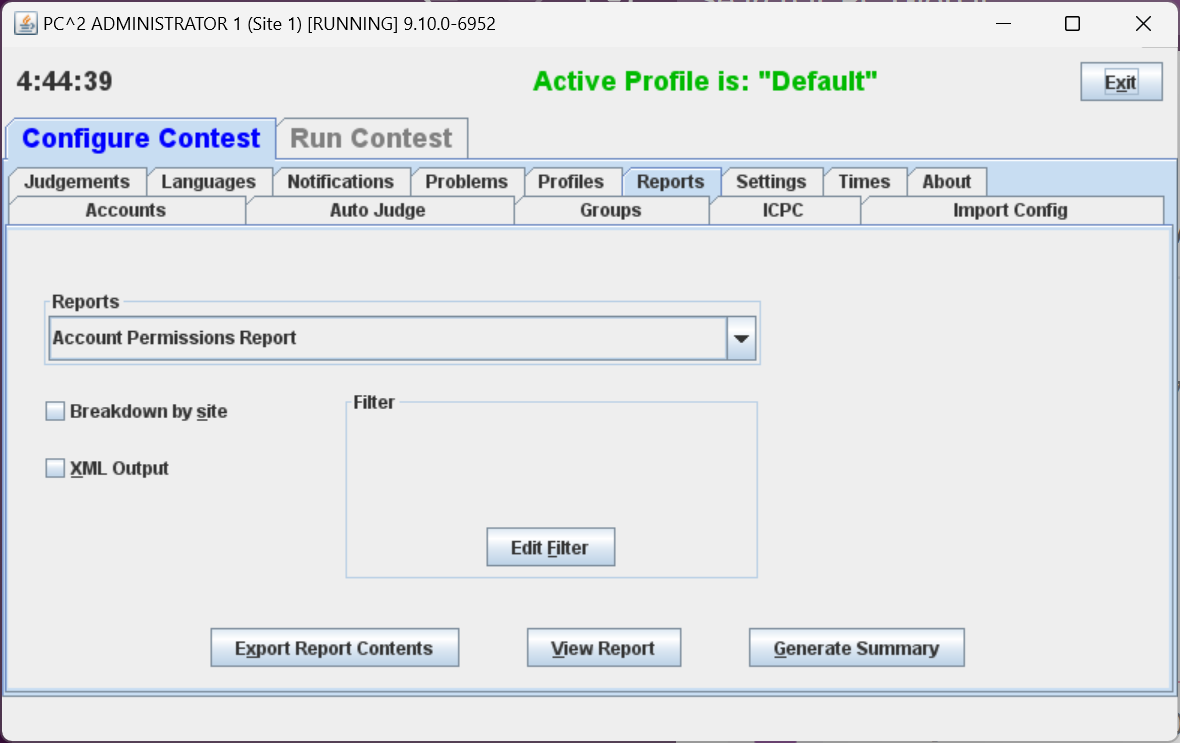 PC^2 ADMINISTRATOR 1 (Site 1) [RUNNING] 9.10.0-6952
4:44:39 Active Profile is: "Default" Exit
Configure Contest Run Contest
Judgements Languages Notifications Problems Profiles Reports Settings Times About
Accounts Auto Judge Groups ICPC Import Config
Reports
Account Permissions Report
Breakdown by site
Filter
XML Output
Edit Filter
Export Report Contents View Report Generate Summary